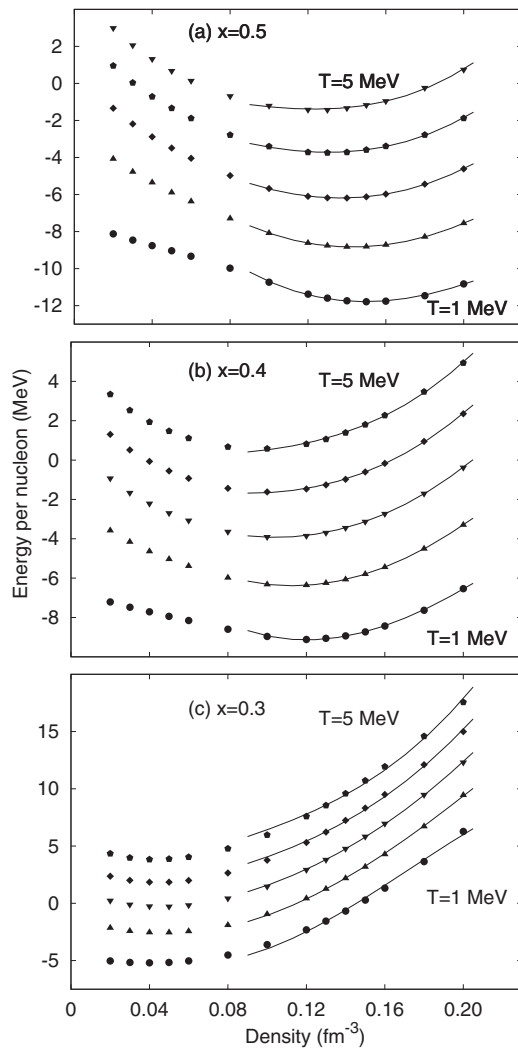 (a) x=0.5
2
0
T=5 MeV
-2
-4
-6
-8
-10
-12
T=1 MeV
(b) x=0.4
T=5 MeV
4
2
0
-2
-4
-6
-8
T=1 MeV
Energy per nucleon (MeV)
(c) x=0.3
T=5 MeV
15
10
5
0
-5
T=1 MeV
0 0.04 0.08 0.12 0.16 0.20
Density (fm⁻³)